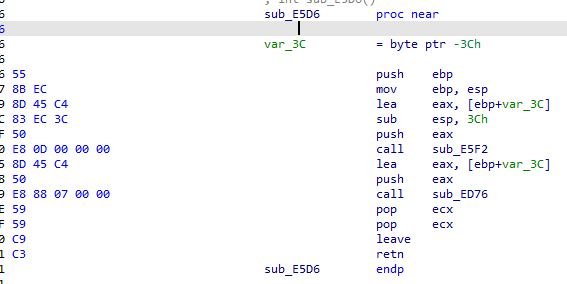 ; int sub_E5D6()
6 sub_E5D6 proc near
6
6 var_3C = byte ptr -3Ch
6
6 55 push ebp
7 8B EC mov ebp, esp
9 8D 45 C4 lea eax, [ebp+var_3C]
C 83 EC 3C sub esp, 3Ch
F 50 push eax
0 E8 0D 00 00 00 call sub_E5F2
5 8D 45 C4 lea eax, [ebp+var_3C]
8 50 push eax
9 E8 88 07 00 00 call sub_ED76
E 59 pop ecx
F 59 pop ecx
0 C9 leave
1 C3 retn
1 sub_E5D6 endp
1